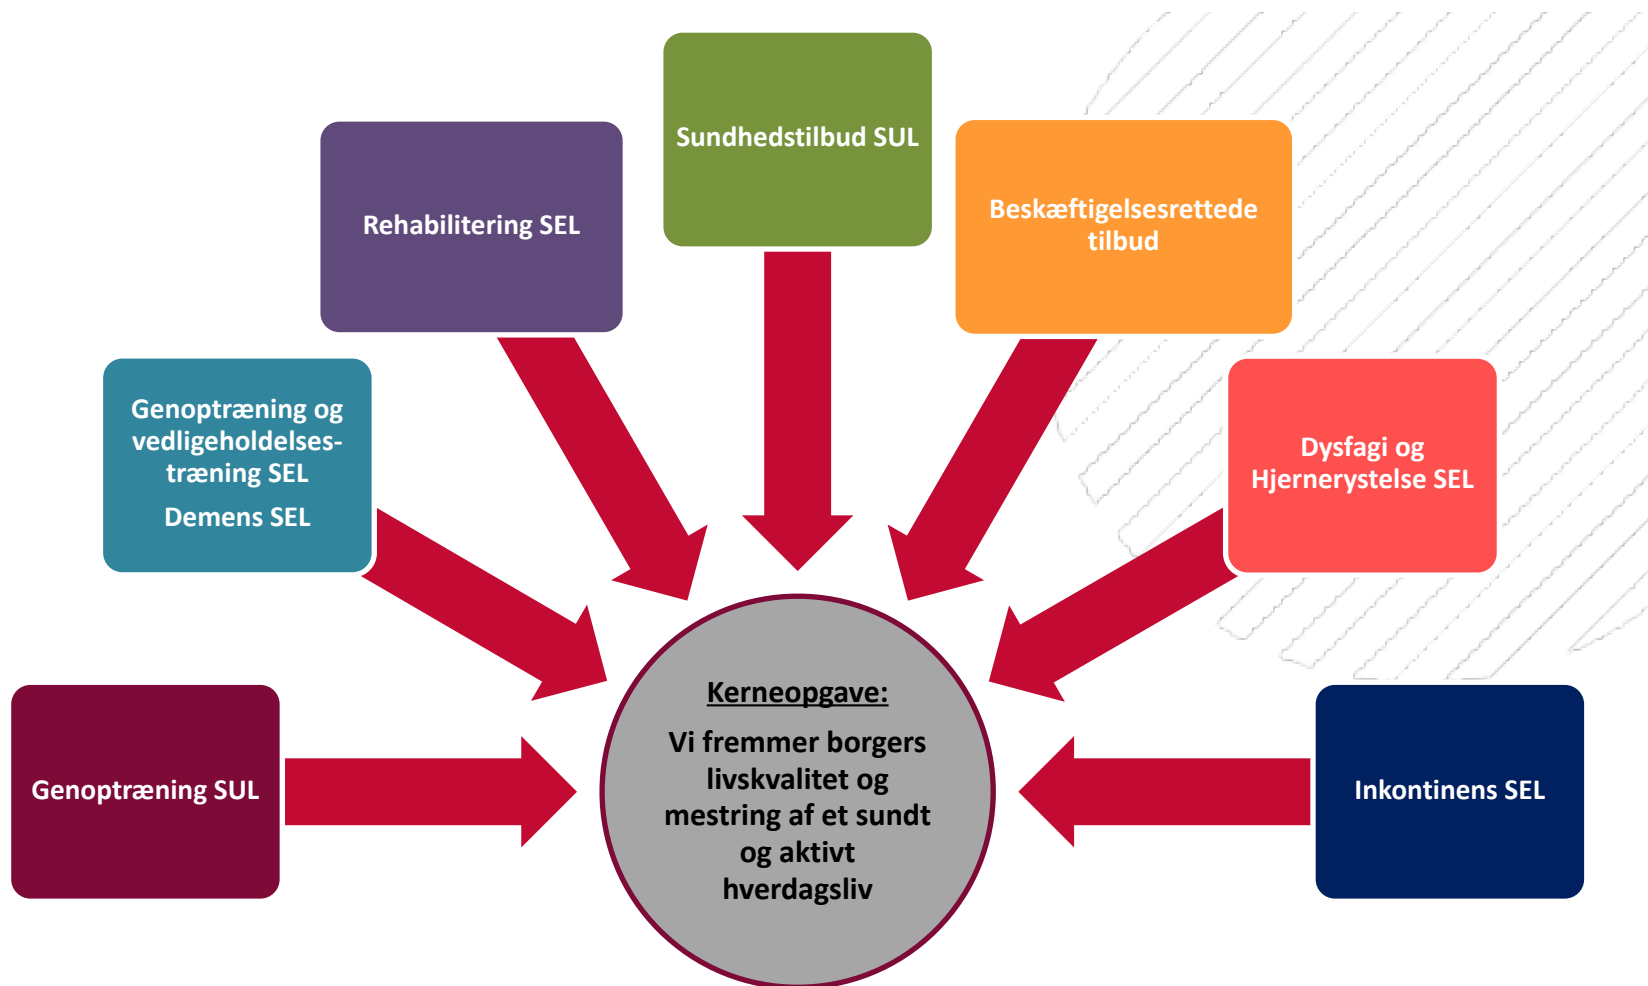 Sundhedstilbud SUL
Rehabilitering SEL
Beskæftigelsesrettede
tilbud
Genoptræning og
vedligeholdelses-
træning SEL
Demens SEL
Dysfagi og
Hjernerystelse SEL
Genoptræning SUL
Kerneopgave:
Vi fremmer borgers
livskvalitet og
mestring af et sundt
og aktivt
hverdagsliv
Inkontinens SEL